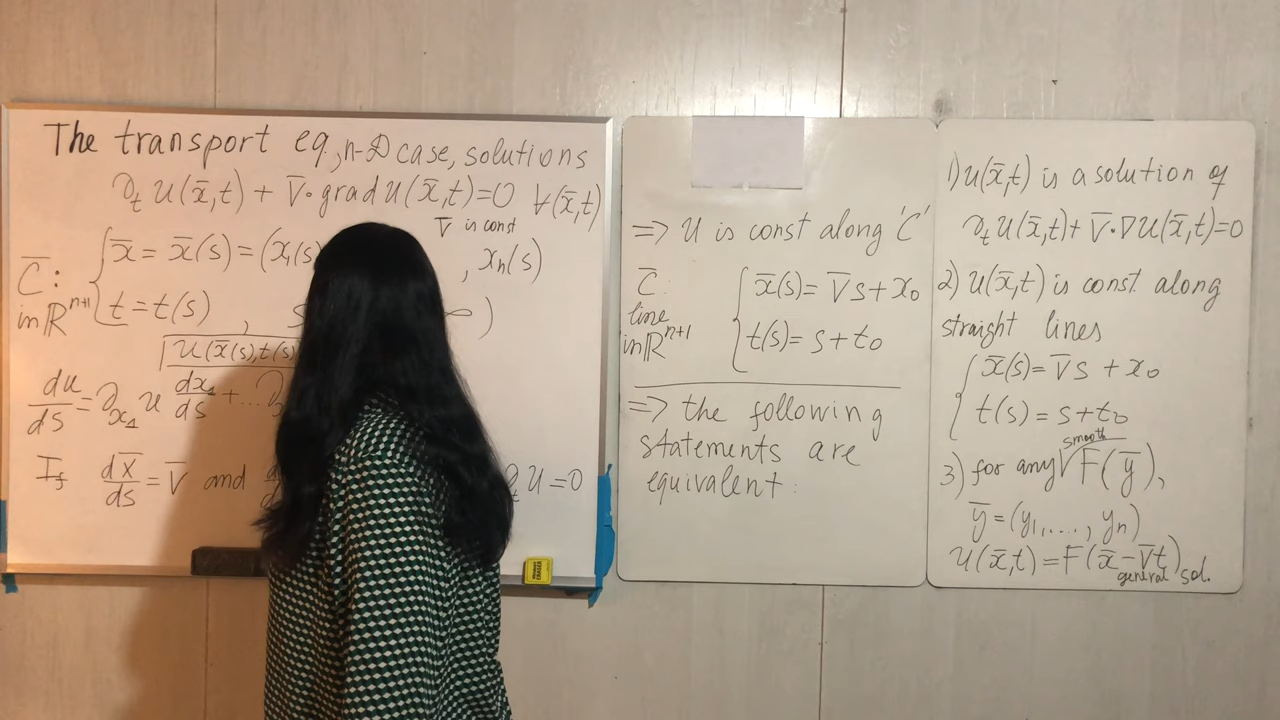 The transport eq, n-D case, solutions
∂ₜ u(x̄,t) + v̄·grad u(x̄,t)=0 ∀(x̄,t)
v̄ is const
C̄: { x̄ = x̄(s) = (x₁(s) , xₙ(s)
in ℝⁿ⁺¹ { t = t(s) , s ∞)
u(x̄(s),t(s)
du/ds = ∂ₓ₁ u dx₁/ds + ... ∂
If dx̄/ds = v̄ and ∂ₜ u = 0
=> u is const along 'C'
C̄: { x̄(s) = v̄s + x₀
line
in ℝⁿ⁺¹ { t(s) = s + t₀
=> the following
statements are
equivalent:
1) u(x̄,t) is a solution of
∂ₜ u(x̄,t) + v̄·∇u(x̄,t)=0
2) u(x̄,t) is const along
straight lines
{ x̄(s) = v̄s + x₀
{ t(s) = s + t₀
smooth
3) for any √ F(ȳ),
ȳ = (y₁,...., yₙ)
u(x̄,t) = F(x̄ - v̄t)
general sol.